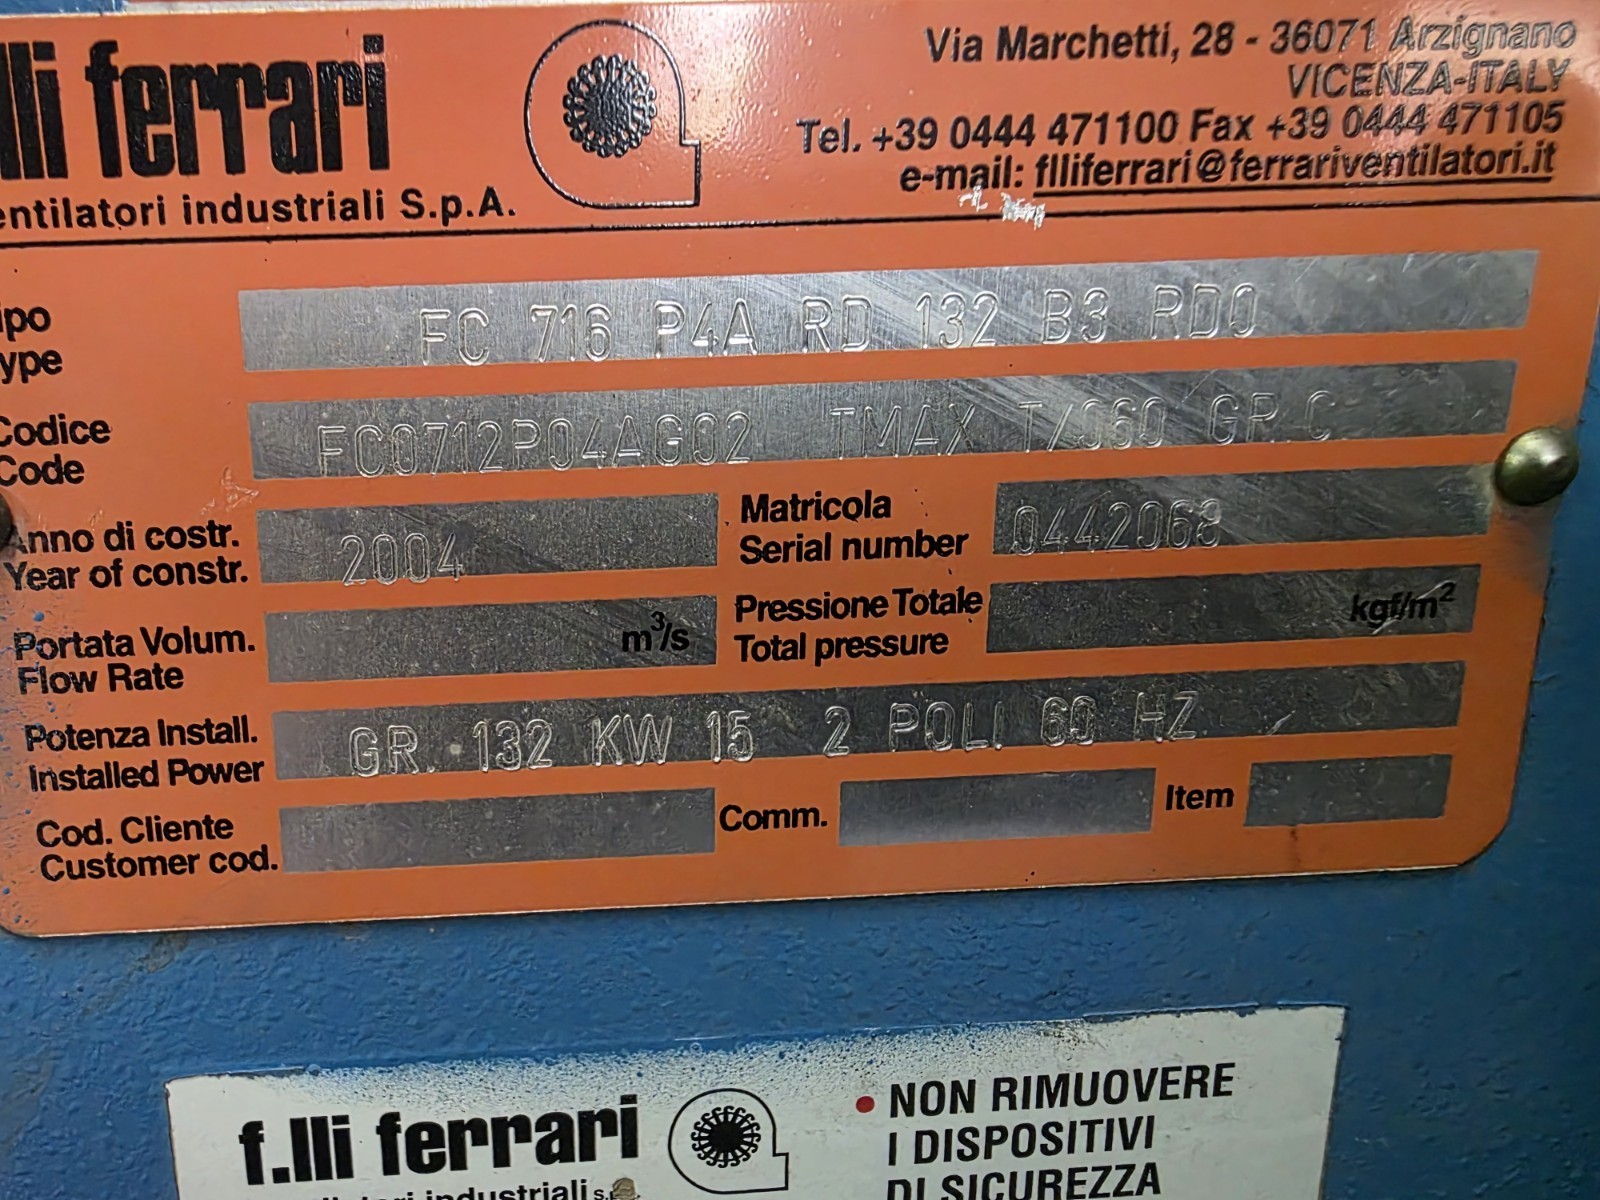 lli ferrari
entilatori industriali S.p.A.
Via Marchetti, 28 - 36071 Arzignano
VICENZA-ITALY
Tel. +39 0444 471100 Fax +39 0444 471105
e-mail: flliferrari@ferrariventilatori.it
ipo
ype
FC 716 P4A RD 132 B3 RD0
Codice
Code
FC0712P04AG02 TMAX T/060 GR.C
Anno di costr.
Year of constr.
2004
Matricola
Serial number
0442068
Portata Volum.
Flow Rate
m³/s
Pressione Totale
Total pressure
kgf/m²
Potenza Install.
Installed Power
GR. 132 KW 15 2 POLI 60 HZ
Cod. Cliente
Customer cod.
Comm.
Item
f.lli ferrari
industriali S.p.
• NON RIMUOVERE
I DISPOSITIVI
DI SICUREZZA